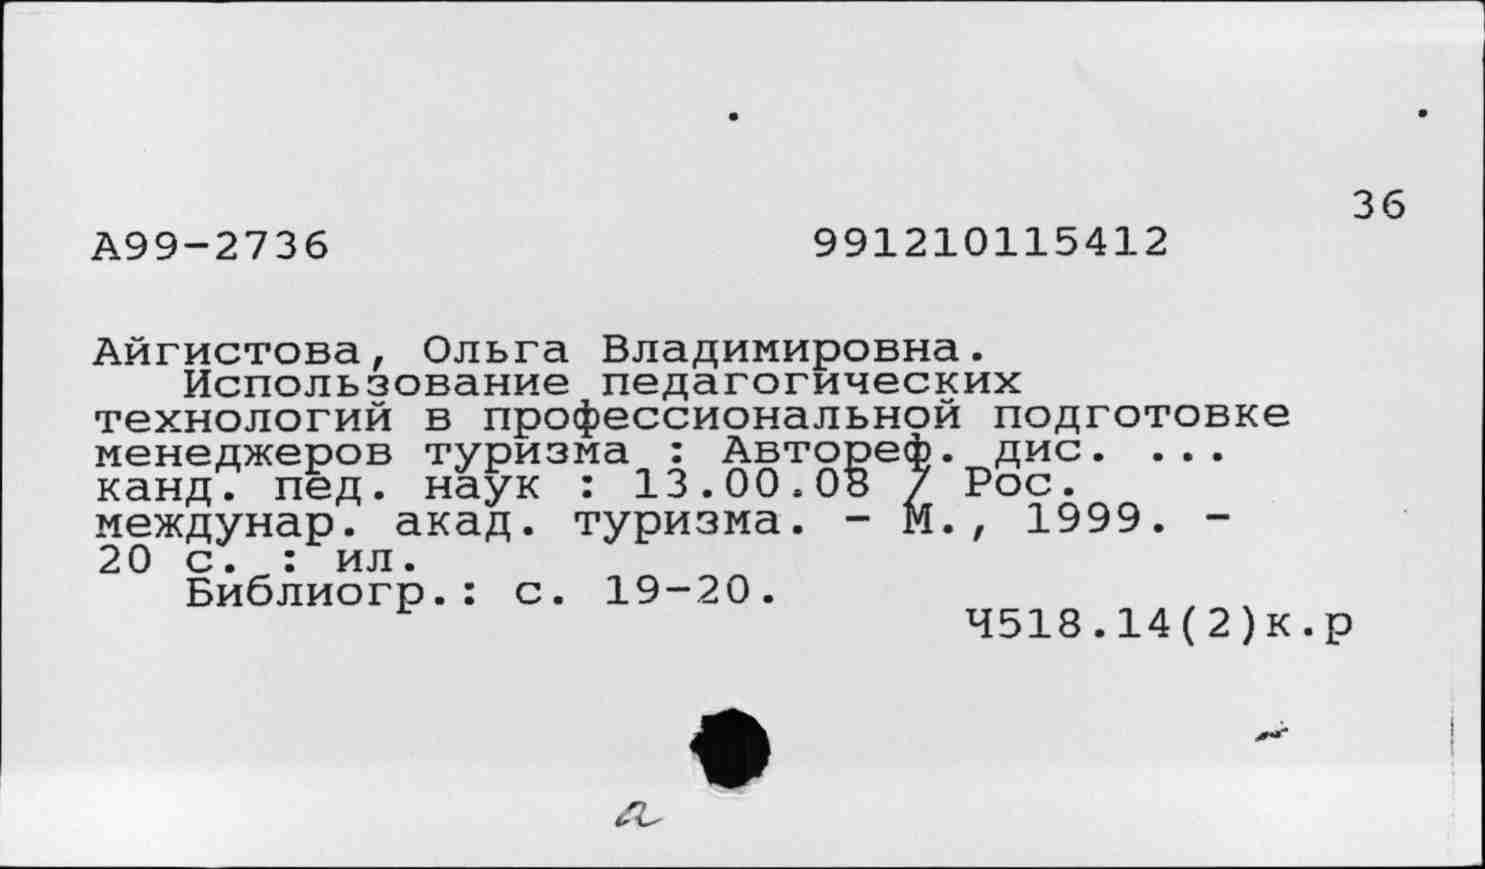 36
А99-2736 991210115412
Айгистова, Ольга Владимировна.
Использование педагогических
технологий в профессиональной подготовке
менеджеров туризма : Автореф. дис. ...
канд. пед. наук : 13.00.08 / Рос.
междунар. акад. туризма. - М., 1999. -
20 с. : ил.
Библиогр.: с. 19-20.
Ч518.14(2)к.р
а